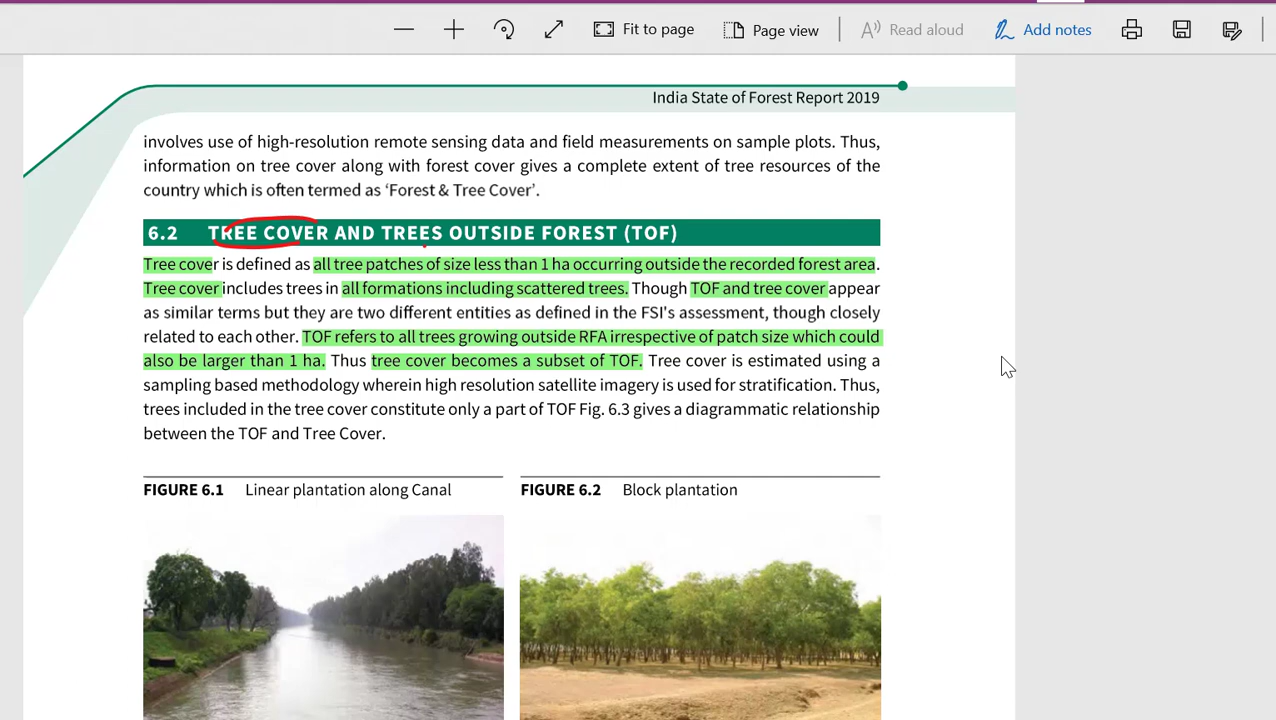 Fit to page
Page view
Read aloud
Add notes
India State of Forest Report 2019
involves use of high-resolution remote sensing data and field measurements on sample plots. Thus,
information on tree cover along with forest cover gives a complete extent of tree resources of the
country which is often termed as ‘Forest & Tree Cover’.
6.2 TREE COVER AND TREES OUTSIDE FOREST (TOF)
Tree cover is defined as all tree patches of size less than 1 ha occurring outside the recorded forest area.
Tree cover includes trees in all formations including scattered trees. Though TOF and tree cover appear
as similar terms but they are two different entities as defined in the FSI's assessment, though closely
related to each other. TOF refers to all trees growing outside RFA irrespective of patch size which could
also be larger than 1 ha. Thus tree cover becomes a subset of TOF. Tree cover is estimated using a
sampling based methodology wherein high resolution satellite imagery is used for stratification. Thus,
trees included in the tree cover constitute only a part of TOF Fig. 6.3 gives a diagrammatic relationship
between the TOF and Tree Cover.
FIGURE 6.1 Linear plantation along Canal
FIGURE 6.2 Block plantation